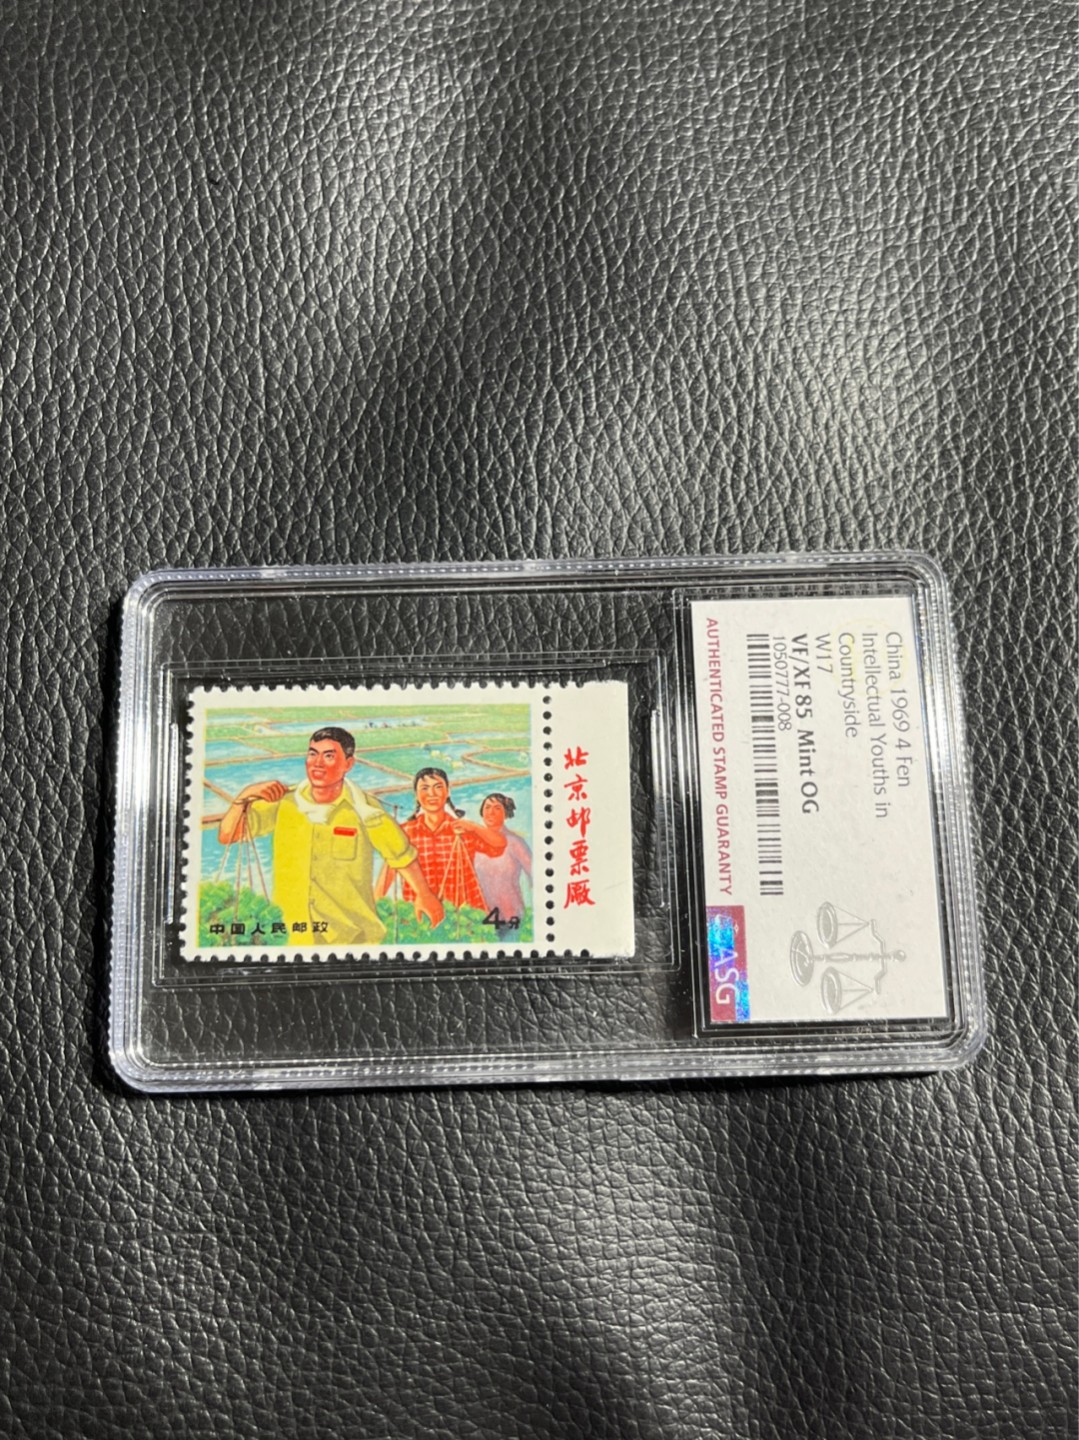 中国人民邮政
4分
北京邮票厂
China 1969 4 Fen
Intellectual Youths in
Countryside
W17
VF/XF 85 Mint OG
1050777-008
AUTHENTICATED STAMP GUARANTY
ASG